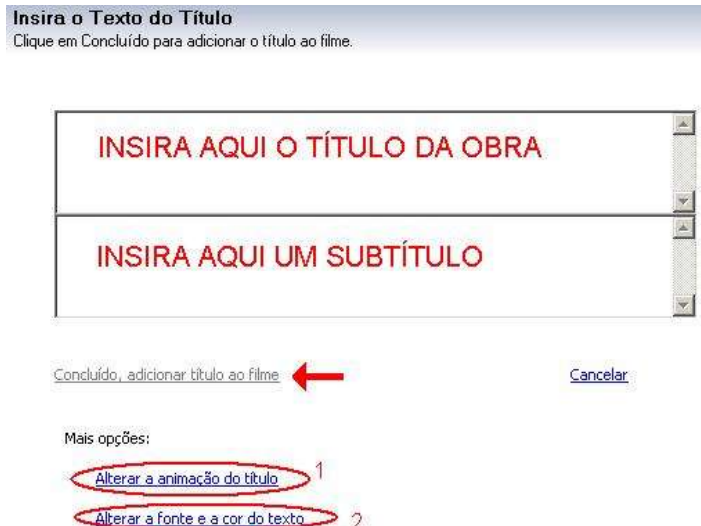 Insira o Texto do Título
Clique em Concluído para adicionar o título ao filme.
INSIRA AQUI O TÍTULO DA OBRA
INSIRA AQUI UM SUBTÍTULO
Concluído, adicionar título ao filme Cancelar
Mais opções:
Alterar a animação do título 1
Alterar a fonte e a cor do texto 2